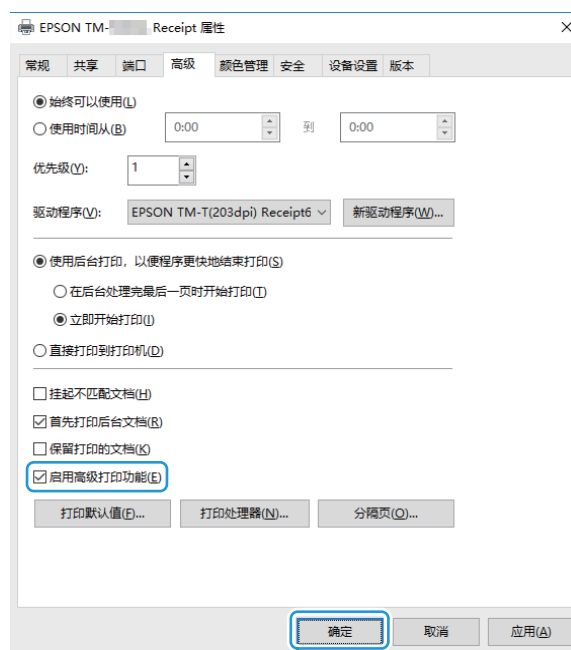 EPSON TM- Receipt 属性
常规 共享 端口 高级 颜色管理 安全 设备设置 版本
始终可以使用(L)
使用时间从(B) 0:00 到 0:00
优先级(Y): 1
驱动程序(V): EPSON TM-T(203dpi) Receipt6 新驱动程序(W)...
使用后台打印，以便程序更快地结束打印(S)
在后台处理完最后一页时开始打印(T)
立即开始打印(I)
直接打印到打印机(D)
挂起不匹配文档(H)
首先打印后台文档(R)
保留打印的文档(K)
启用高级打印功能(E)
打印默认值(F)... 打印处理器(N)... 分隔页(O)...
确定 取消 应用(A)